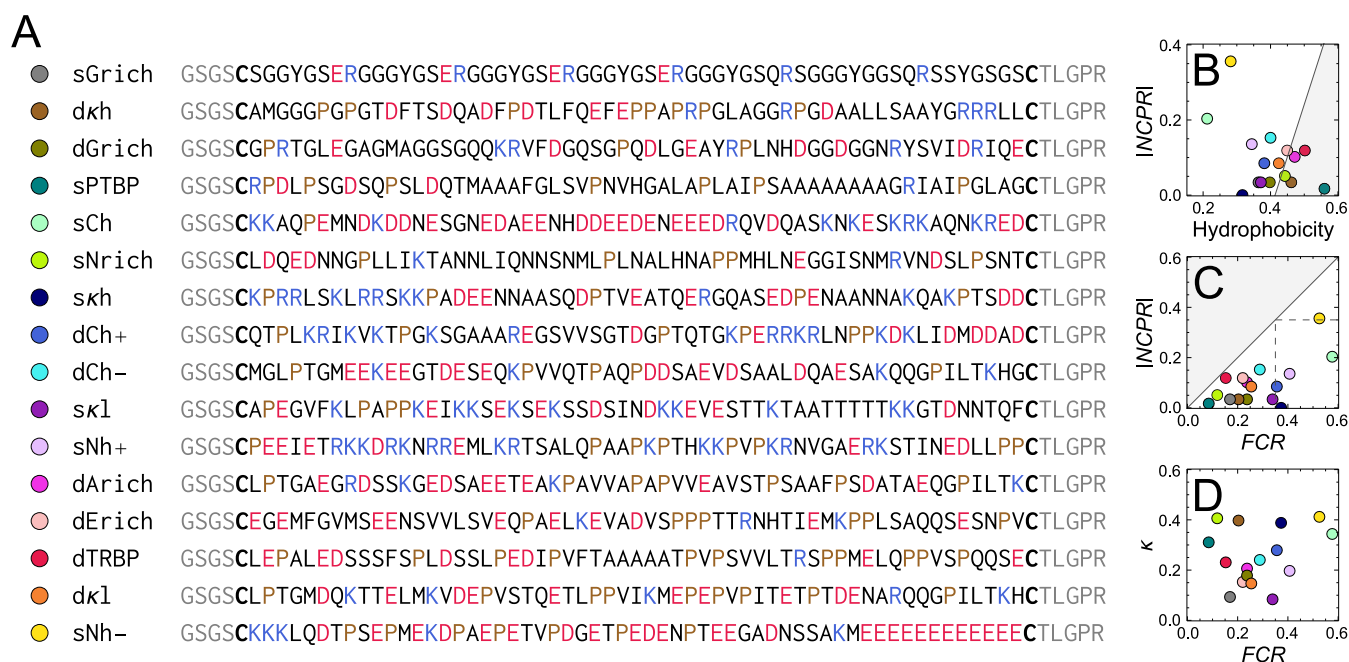 A
sGrich GSGSCSGGYGSERGGGYGSERGGGYGSERGGGYGSERGGGYGSQRSGGGYGGSQRSSYGSGSCTLGPR
dκh GSGSCAMGGGPGPGTDFTSDQADFPDTLFQEFEPPAPRPGLAGGRPGDAALLSAAYGRRRLLCTLGPR
dGrich GSGSCGPRTGLEGAGMAGGSGQQKRVFDGQSGPQDLGEAYRPLNHDGGDGGNRYSVIDRIQECTLGPR
sPTBP GSGSCRPDLPSGDSQPSLDQTMAAAFGLSVPNVHGALAPLAIPSAAAAAAAAGRIAIPGLAGCTLGPR
sCh GSGSCKKAQPEMNDKDDNESGNEDAEENHDDEEDENEEEDRQVDQASKNKESKRKAQNKREDCTLGPR
sNrich GSGSCLDQEDNNGPLLIKTANNLIQNNSNMLPLNALHNAPPMHLNEGGISNMRVNDSLPSNTCTLGPR
sκh GSGSCKPRRLSKLRRSKKPADEENNAASQDPTVEATQERGQASEDPENAANNAKQAKPTSDDCTLGPR
dCh+ GSGSCQTPLKRIKVKTPGKSGAAAREGSVVSGTDGPTQTGKPERRKRLNPPKDKLIDMDDADCTLGPR
dCh− GSGSCMGLPTGMEEKEEGTDESEQKPVVQTPAQPDDSAEVDSAALDQAESAKQQGPILTKHGCTLGPR
sκl GSGSCAPEGVFKLPAPPKEIKKSEKSEKSSDSINDKKEVESTTKTAATTTTTKKGTDNNTQFCTLGPR
sNh+ GSGSCPEEIETRKKDRKNRREMLKRTSALQPAAPKPTHKKPVPKRNVGAERKSTINEDLLPPCTLGPR
dArich GSGSCLPTGAEGRDSSKGEDSAEETEAKPAVVAPAPVVEAVSTPSAAFPSDATAEQGPILTKCTLGPR
dErich GSGSCEGEMFGVMSEENSVVLSVEQPAELKEVADVSPPPTTRNHTIEMKPPLSAQQSESNPVCTLGPR
dTRBP GSGSCLEPALEDSSSFSPLDSSLPEDIPVFTAAAAATPVPSVVLTRSPPMELQPPVSPQQSECTLGPR
dκl GSGSCLPTGMDQKTTELMKVDEPVSTQETLPPVIKMEPEPVPITETPTDENARQQGPILTKHCTLGPR
sNh− GSGSCKKKLQDTPSEPMEKDPAEPETVPDGETPEDENPTEEGADNSSAKMEEEEEEEEEEEECTLGPR
B
0.4
0.2
0.0
|NCPR|
0.2 0.4 0.6
Hydrophobicity
C
0.6
0.4
0.2
0.0
|NCPR|
0.0 0.2 0.4 0.6
FCR
D
0.6
0.4
0.2
0.0
κ
0.0 0.2 0.4 0.6
FCR